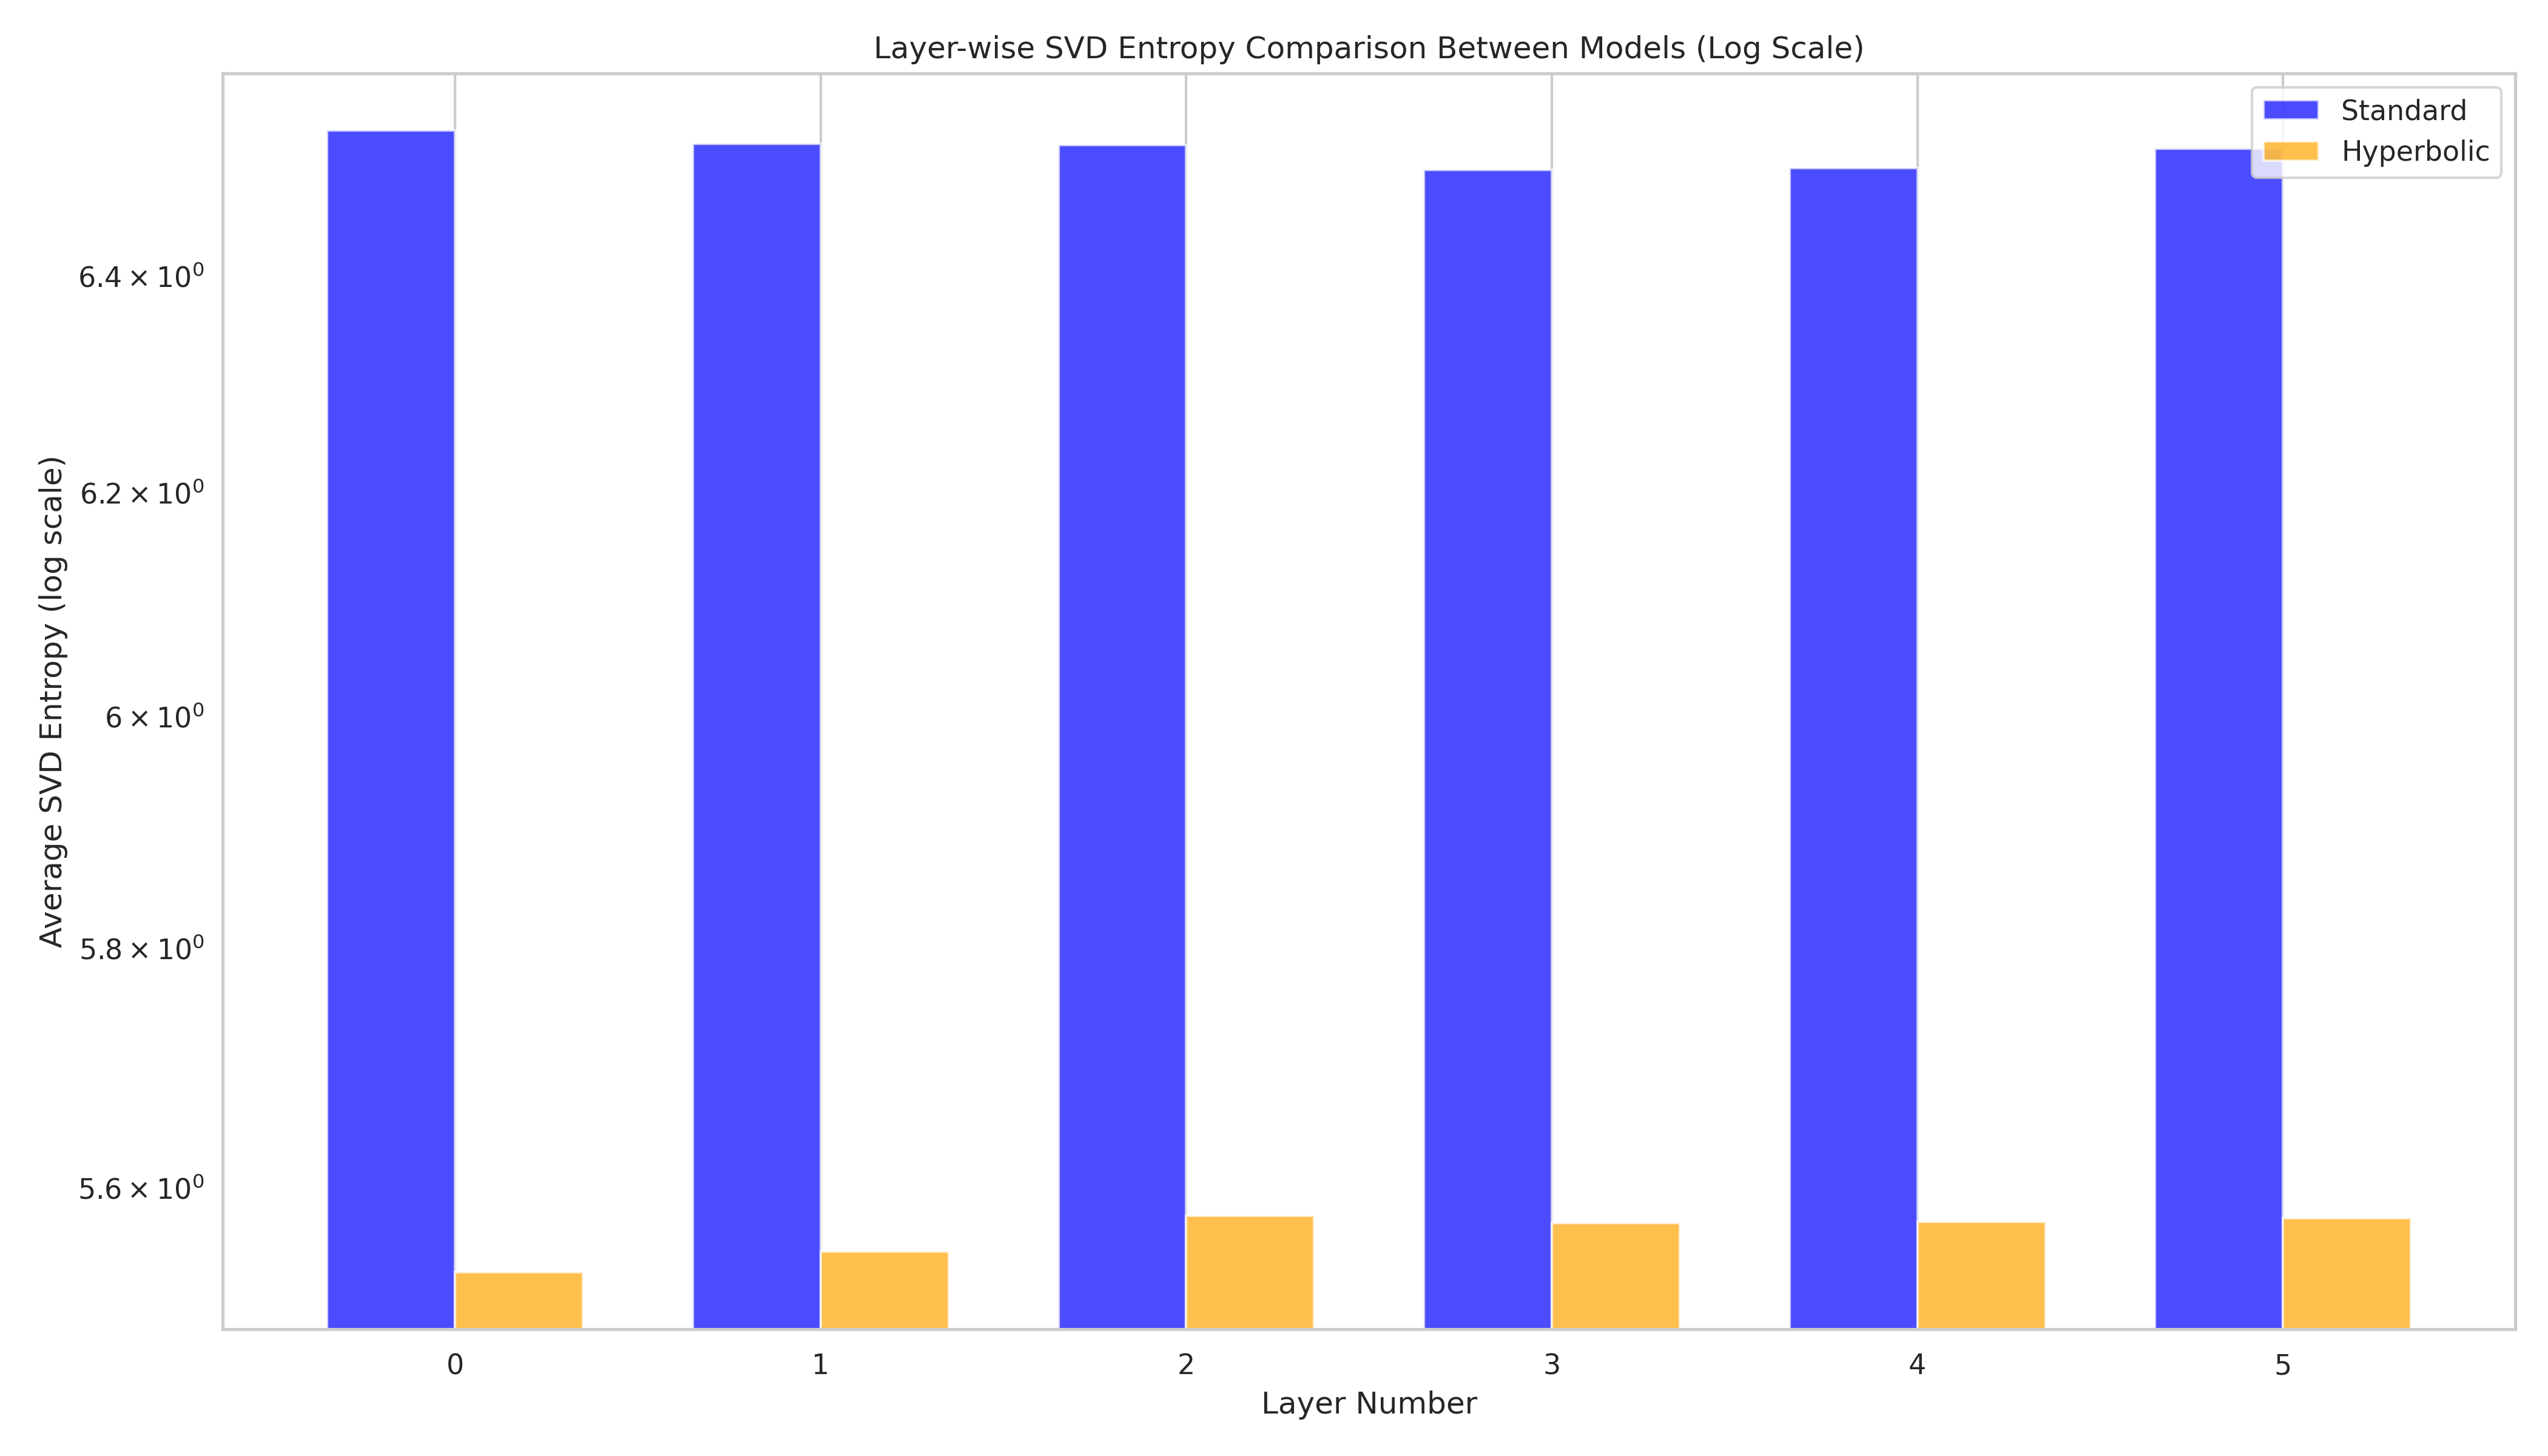 Layer-wise SVD Entropy Comparison Between Models (Log Scale)
Standard
Hyperbolic
Average SVD Entropy (log scale)
6.4 × 10⁰
6.2 × 10⁰
6 × 10⁰
5.8 × 10⁰
5.6 × 10⁰
0 1 2 3 4 5
Layer Number